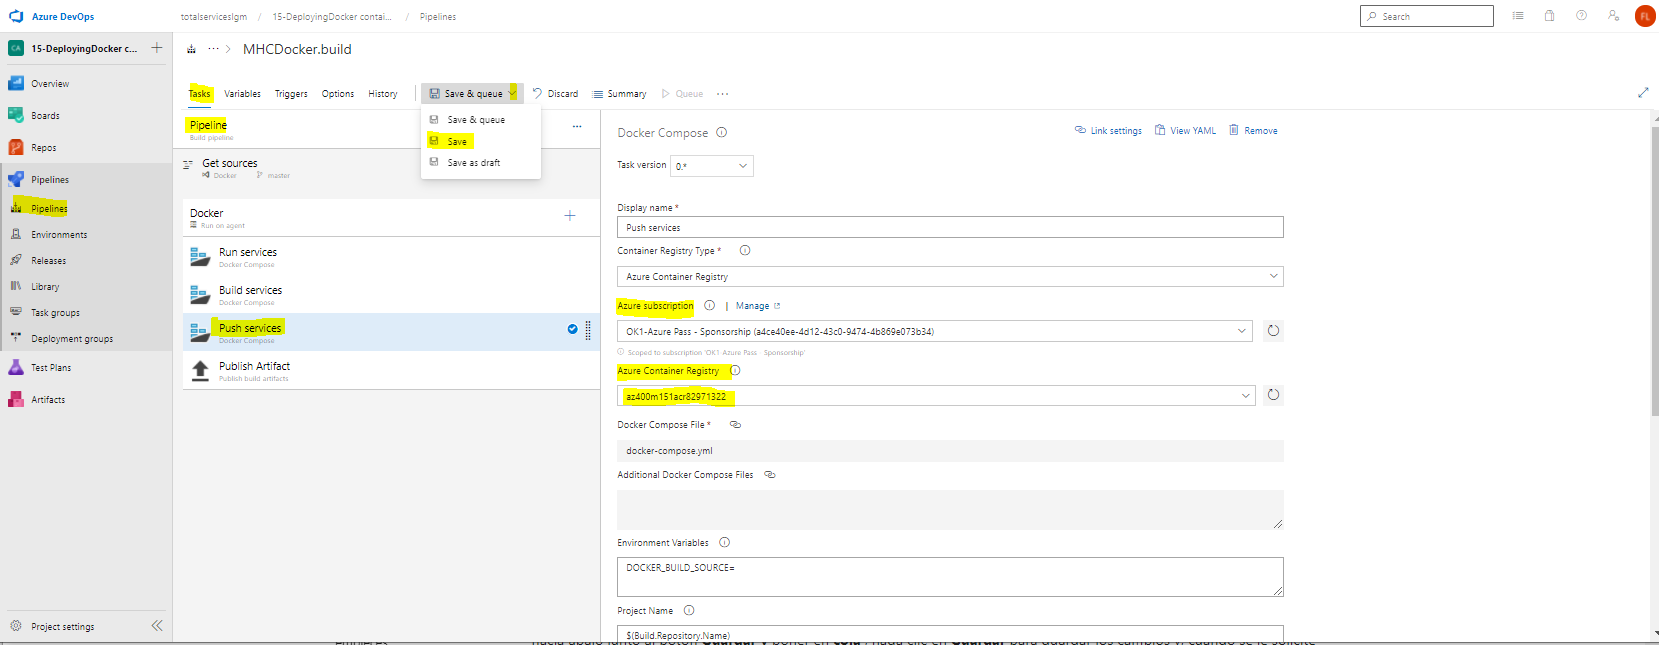 Azure DevOps
totalserviceslgm / 15-DeployingDocker contai... / Pipelines
Search
FL
CA
15-DeployingDocker c...
Overview
Boards
Repos
Pipelines
Pipelines
Environments
Releases
Library
Task groups
Deployment groups
Test Plans
Artifacts
Project settings
... > MHCDocker.build
Tasks Variables Triggers Options History Save & queue Discard Summary Queue ...
Save & queue
Save
Save as draft
Pipeline
Build pipeline
...
Get sources
Docker master
Docker
Run on agent
Run services
Docker Compose
Build services
Docker Compose
Push services
Docker Compose
Publish Artifact
Publish build artifacts
Docker Compose
Link settings View YAML Remove
Task version 0.*
Display name *
Push services
Container Registry Type *
Azure Container Registry
Azure subscription | Manage
OK1-Azure Pass - Sponsorship (a4ce40ee-4d12-43c0-9474-4b869e073b34)
Scoped to subscription 'OK1-Azure Pass - Sponsorship'
Azure Container Registry
az400m151acr82971322
Docker Compose File *
docker-compose.yml
Additional Docker Compose Files
Environment Variables
DOCKER_BUILD_SOURCE=
Project Name
$(Build.Repository.Name)